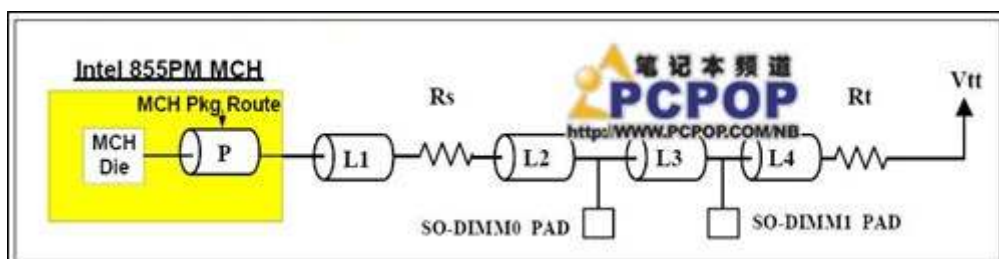 Intel 855PM MCH
MCH Pkg Route
MCH
Die
P
L1
Rs
L2
L3
L4
Rt
Vtt
SO-DIMM0 PAD
SO-DIMM1 PAD
笔记本频道
PCPOP
http://WWW.PCPOP.COM/NB